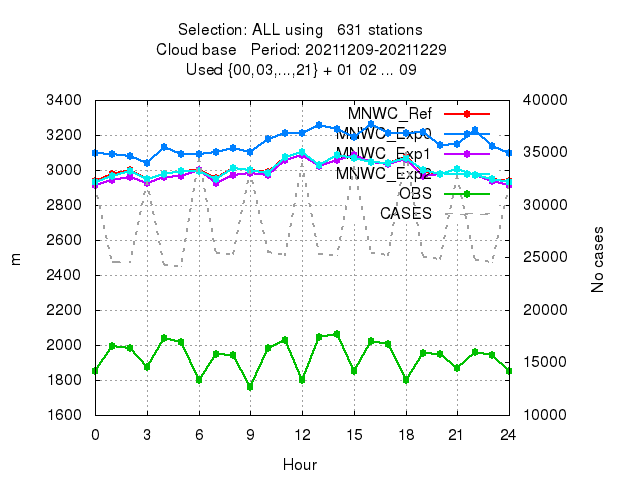 Selection: ALL using   631 stations
Cloud base   Period: 20211209-20211229
Used {00,03,...,21} + 01 02 ... 09
3400
3200
3000
2800
2600
2400
2200
2000
1800
1600
m
40000
35000
30000
25000
20000
15000
10000
No cases
MNWC_Ref
MNWC_Exp0
MNWC_Exp1
MNWC_Exp2
OBS
CASES
0 3 6 9 12 15 18 21 24
Hour